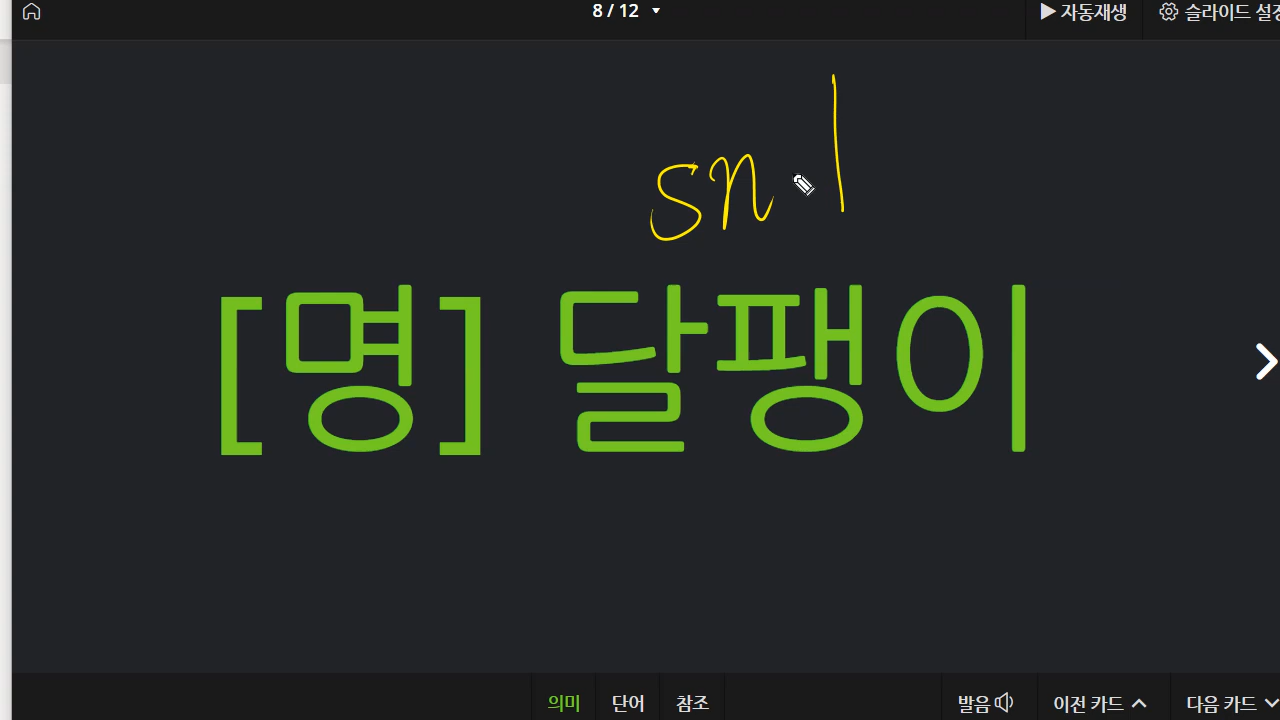 8 / 12
자동재생
슬라이드 설정
sn l
[명] 달팽이
의미
단어
참조
발음
이전 카드
다음 카드